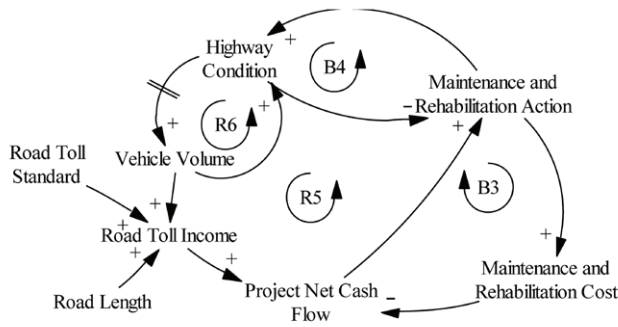 Highway
Condition
+
B4
Maintenance and
Rehabilitation Action
-
+
+
R6
+
Road Toll
Standard
Vehicle Volume
R5
B3
+
+
Road Toll Income
+
+
+
Maintenance and
Rehabilitation Cost
Road Length
Project Net Cash
Flow
-